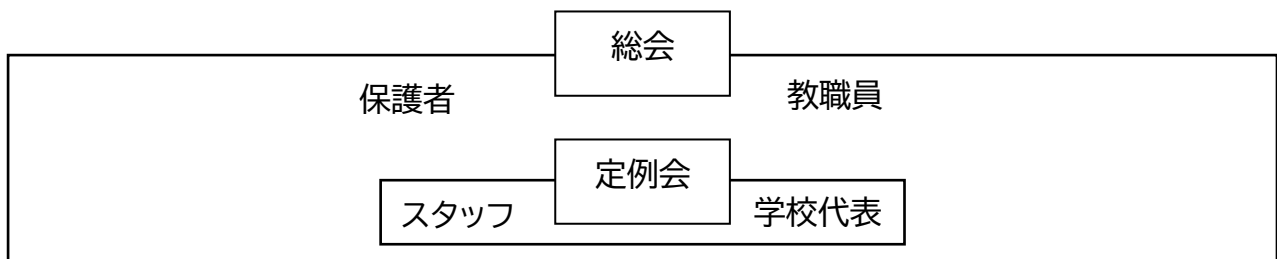 総会
保護者
教職員
定例会
スタッフ
学校代表